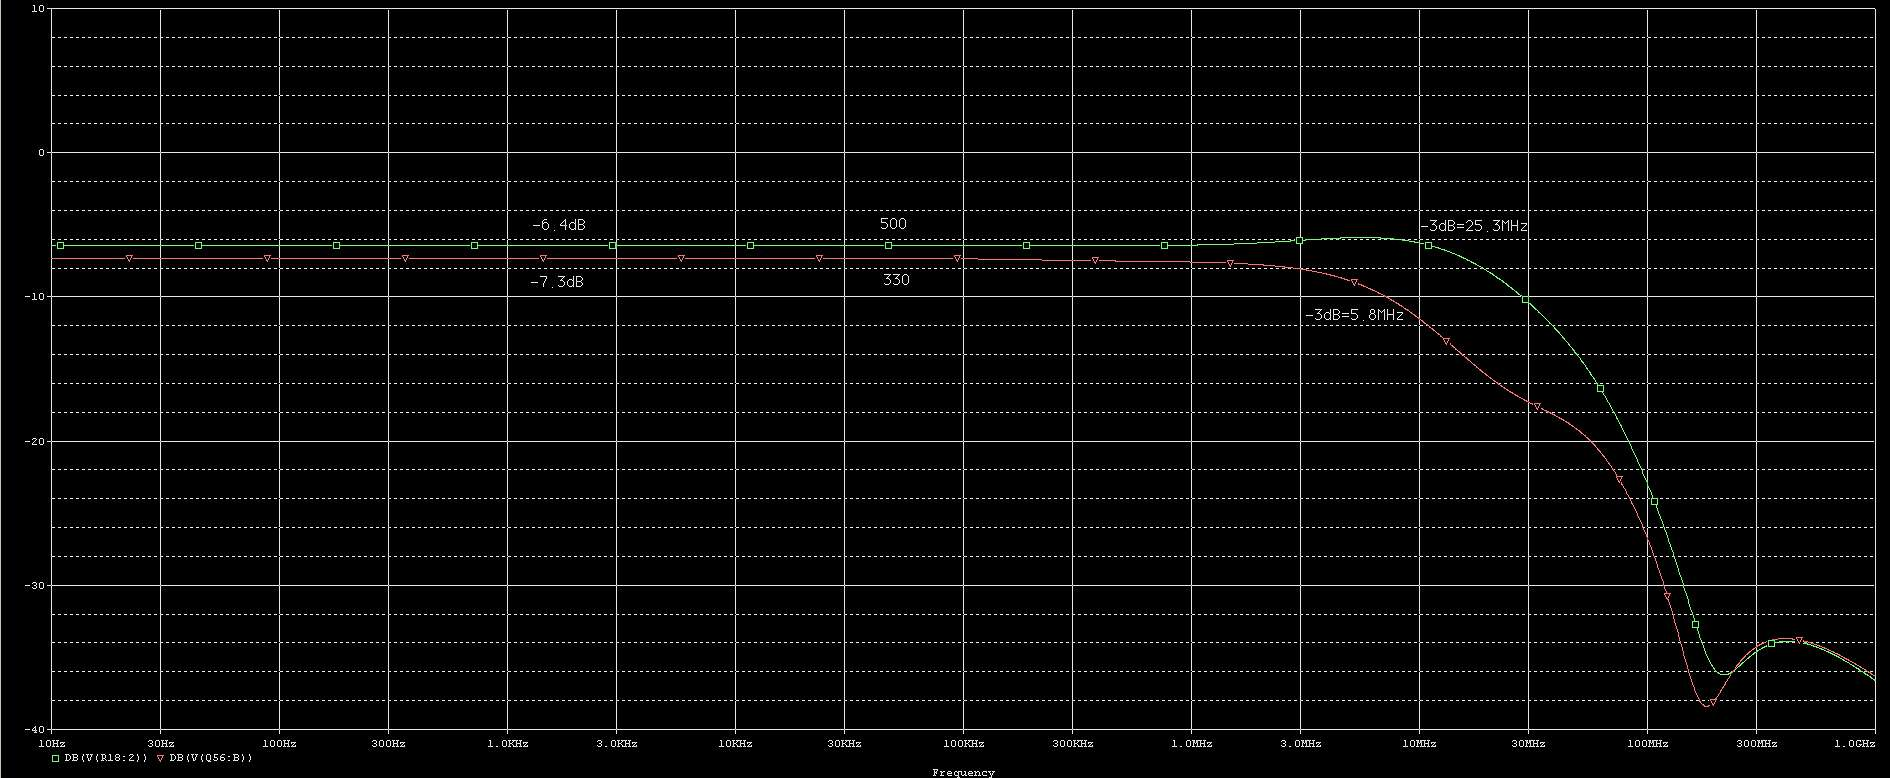 10
0
-6.4dB 500 -3dB=25.3MHz
-7.3dB 330
-10
-3dB=5.8MHz
-20
-30
-40
10Hz 30Hz 100Hz 300Hz 1.0KHz 3.0KHz 10KHz 30KHz 100KHz 300KHz 1.0MHz 3.0MHz 10MHz 30MHz 100MHz 300MHz 1.0GHz
DB(V(R18:2)) DB(V(Q56:B))
Frequency